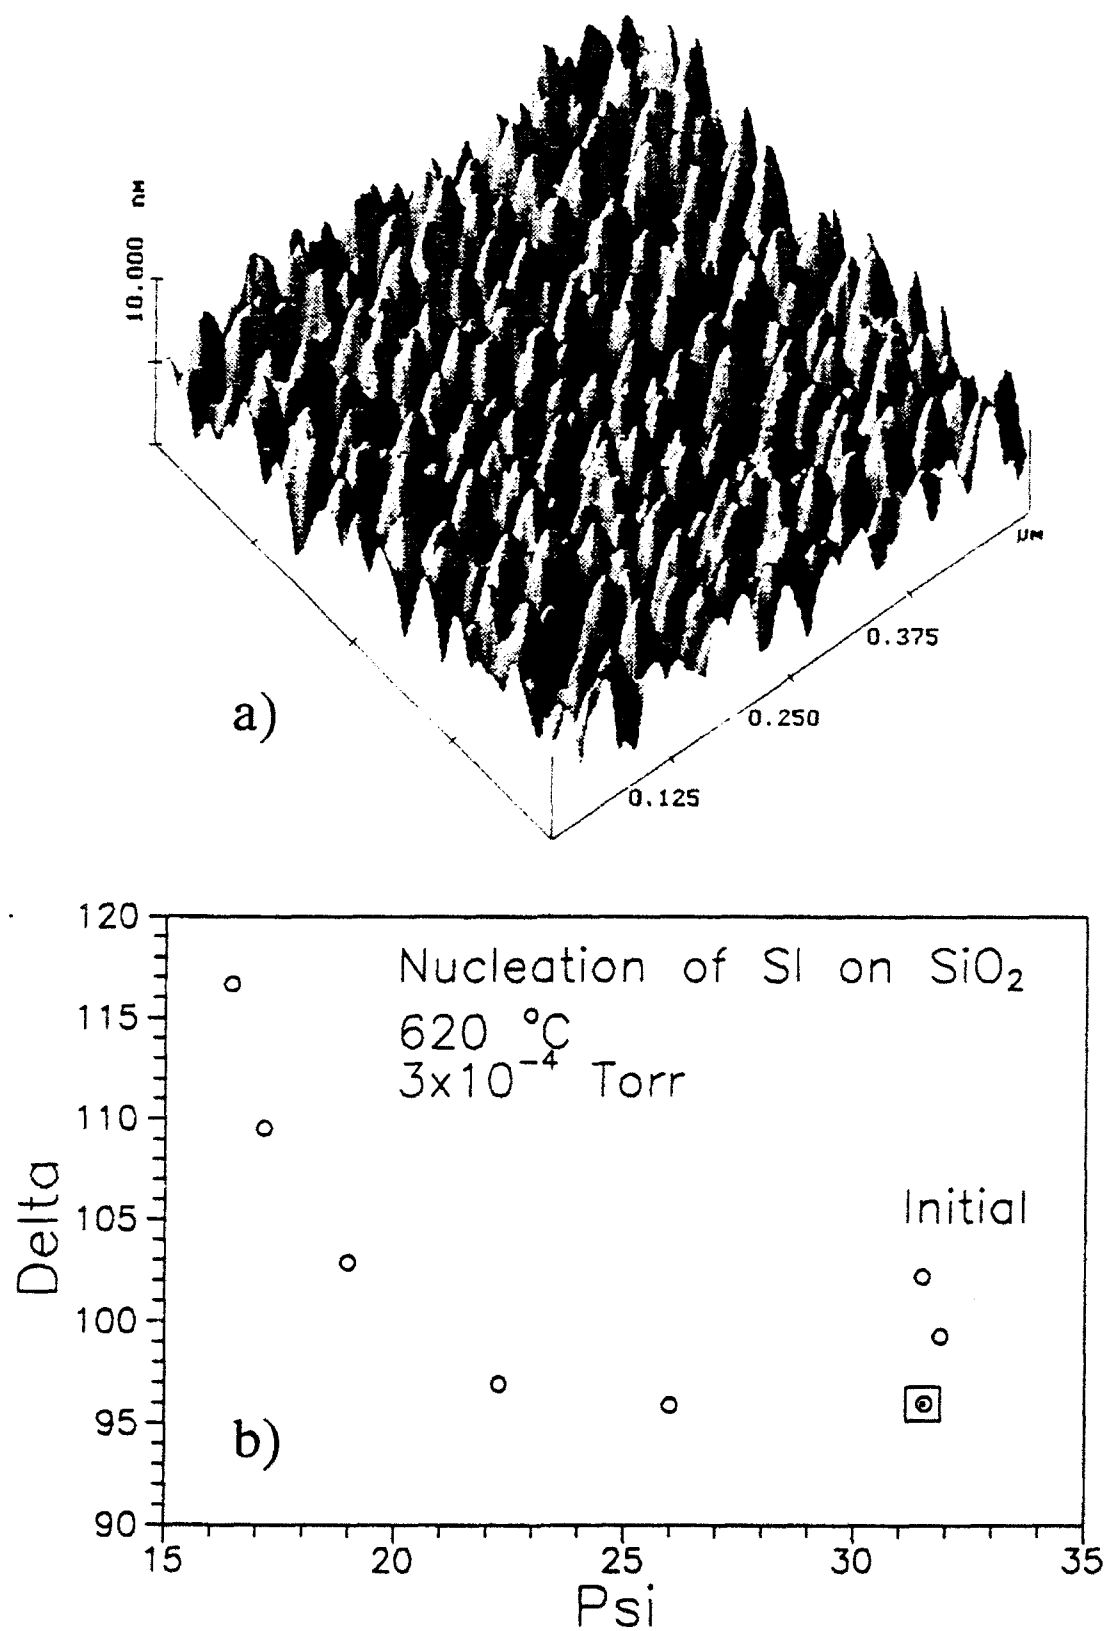 10.000 nM
µM
0.375
0.250
0.125
a)
120
115
110
105
100
95
90
Delta
Nucleation of SI on SiO₂
620 °C
3x10⁻⁴ Torr
Initial
b)
15 20 25 30 35
Psi